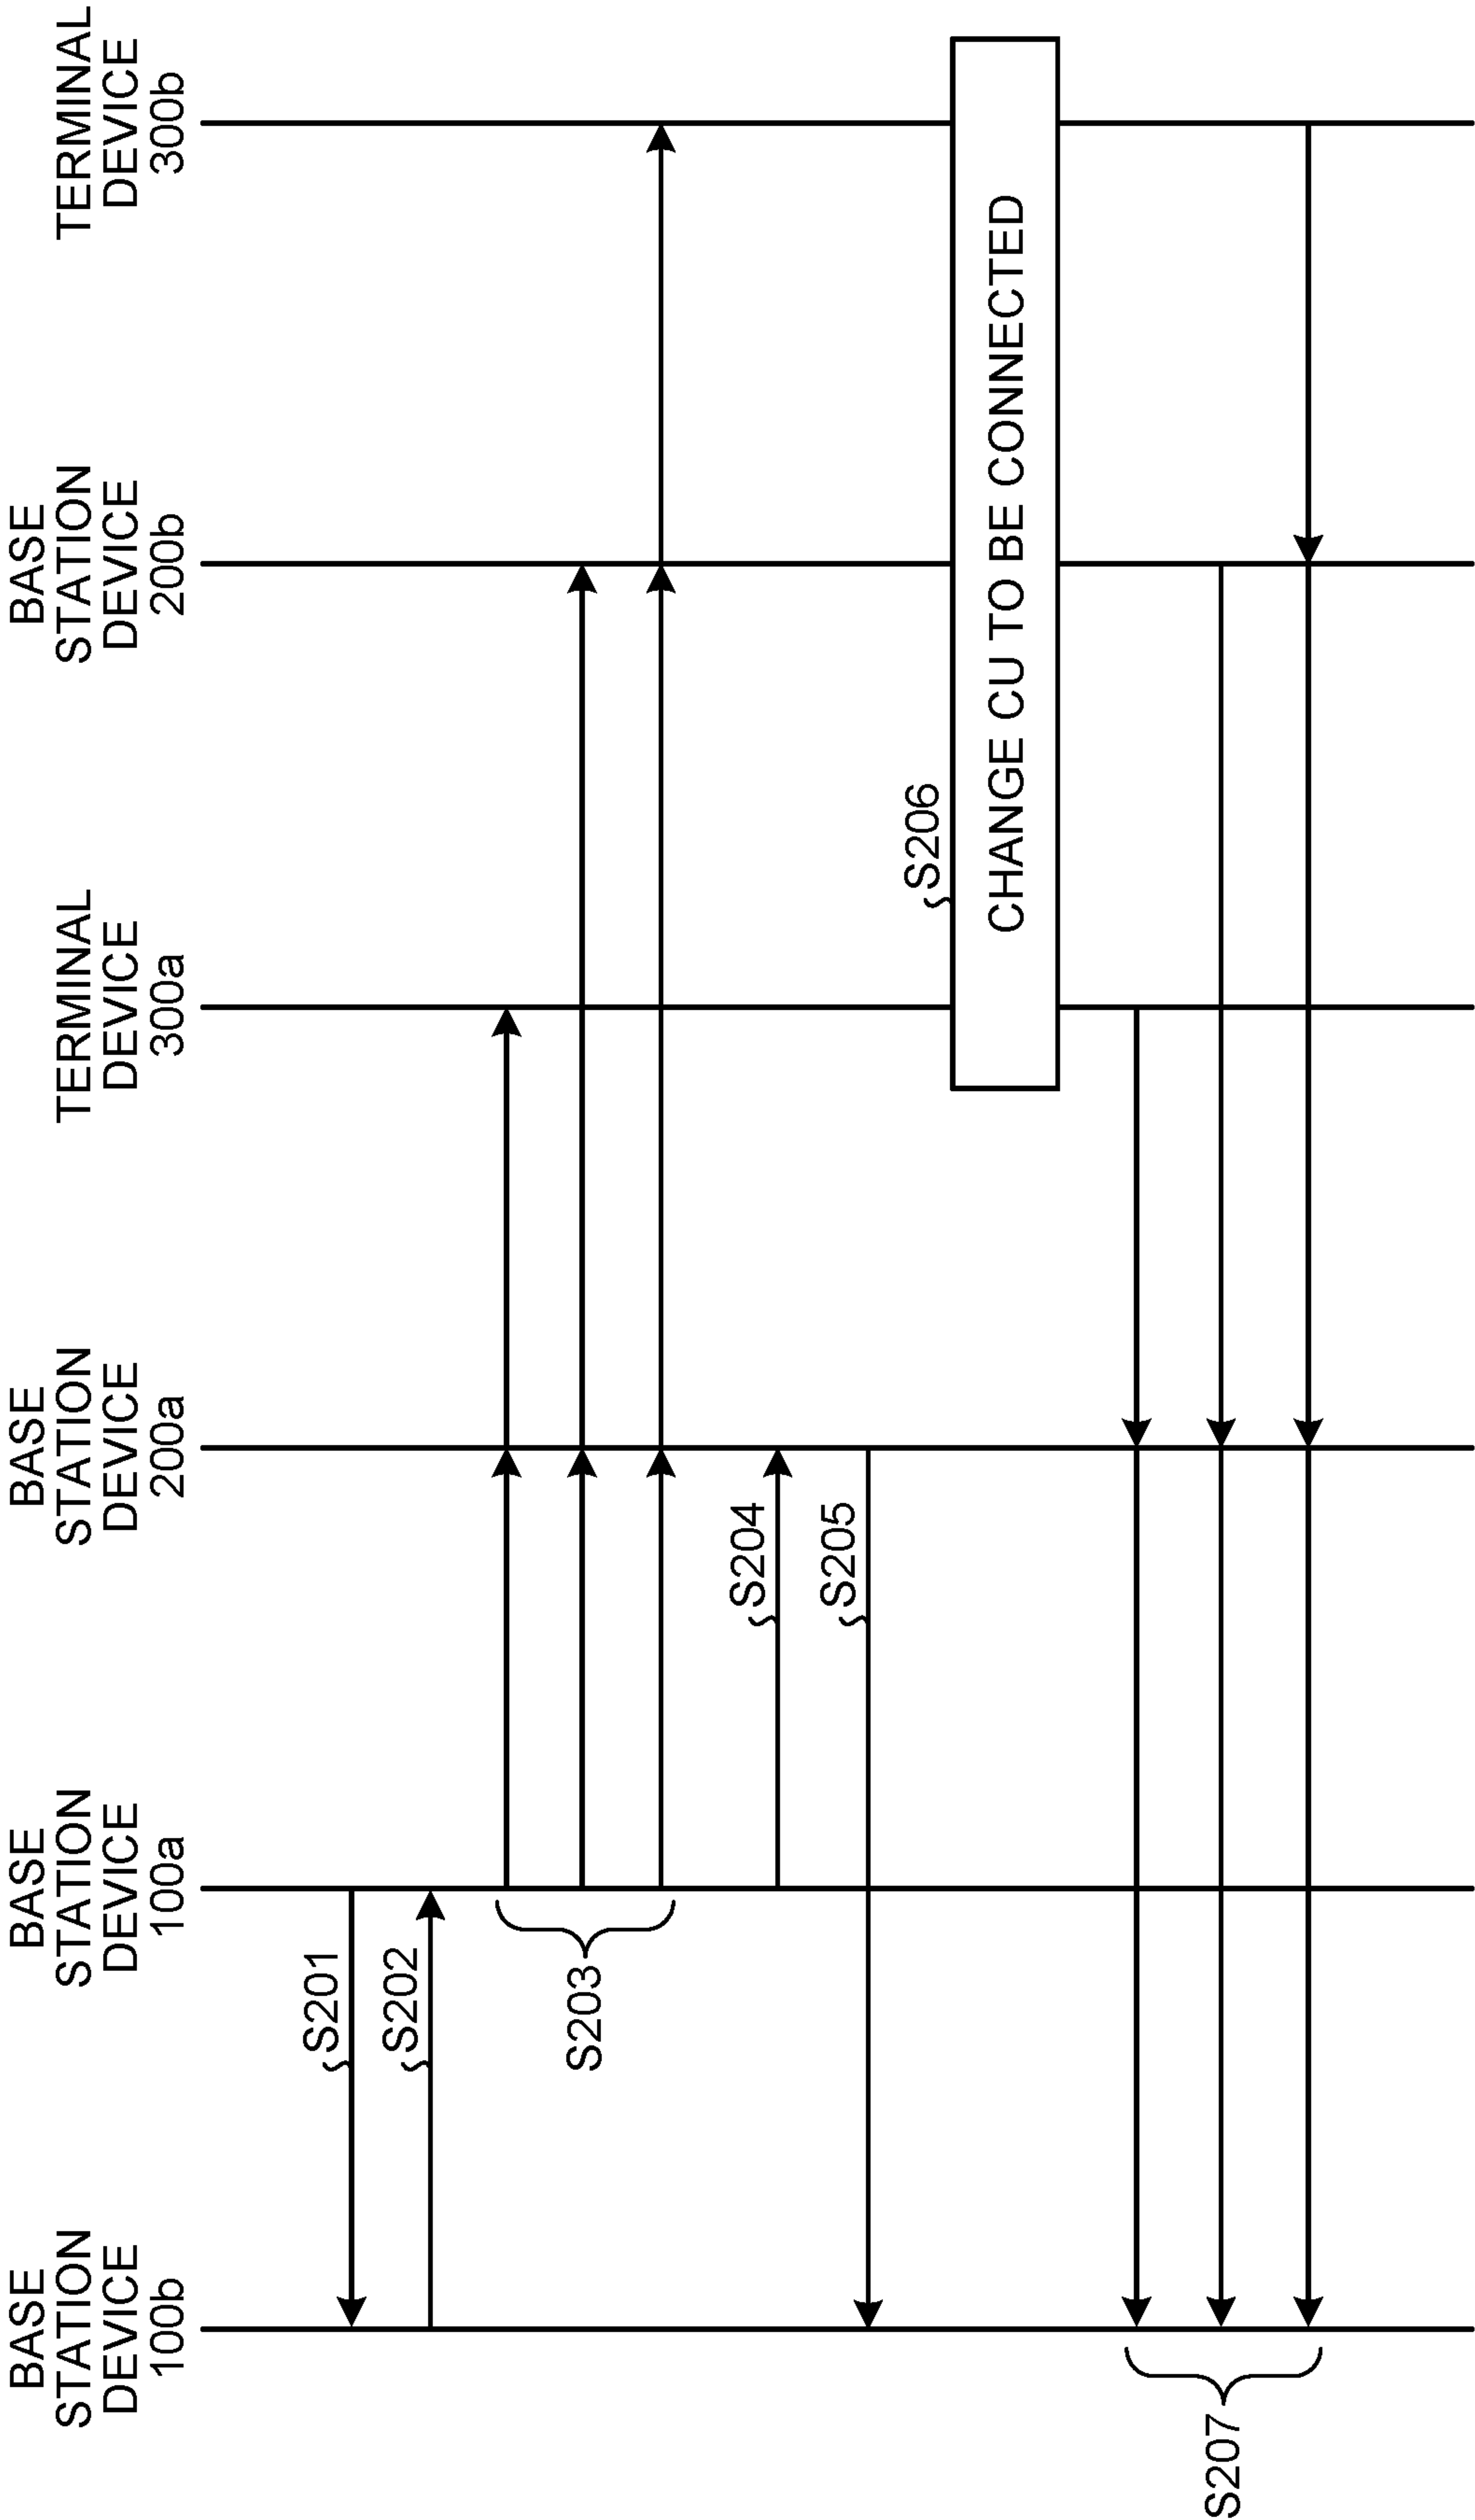 BASE
STATION
DEVICE
100b
BASE
STATION
DEVICE
100a
BASE
STATION
DEVICE
200a
TERMINAL
DEVICE
300a
BASE
STATION
DEVICE
200b
TERMINAL
DEVICE
300b
S201
S202
S203
S204
S205
S206
CHANGE CU TO BE CONNECTED
S207